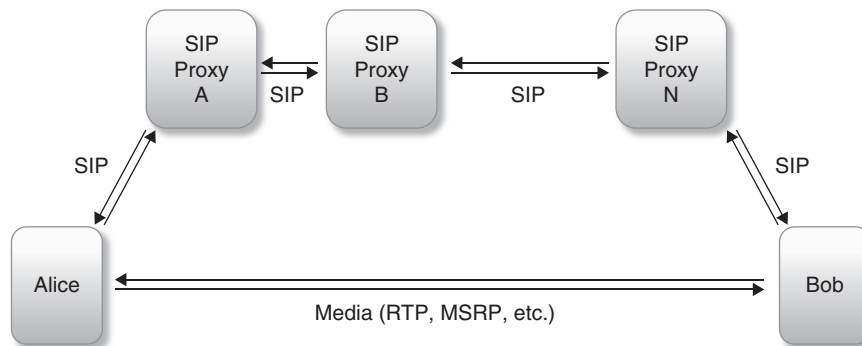 SIP
Proxy
A
SIP
SIP
Proxy
B
SIP
SIP
Proxy
N
SIP
SIP
Alice
Media (RTP, MSRP, etc.)
Bob